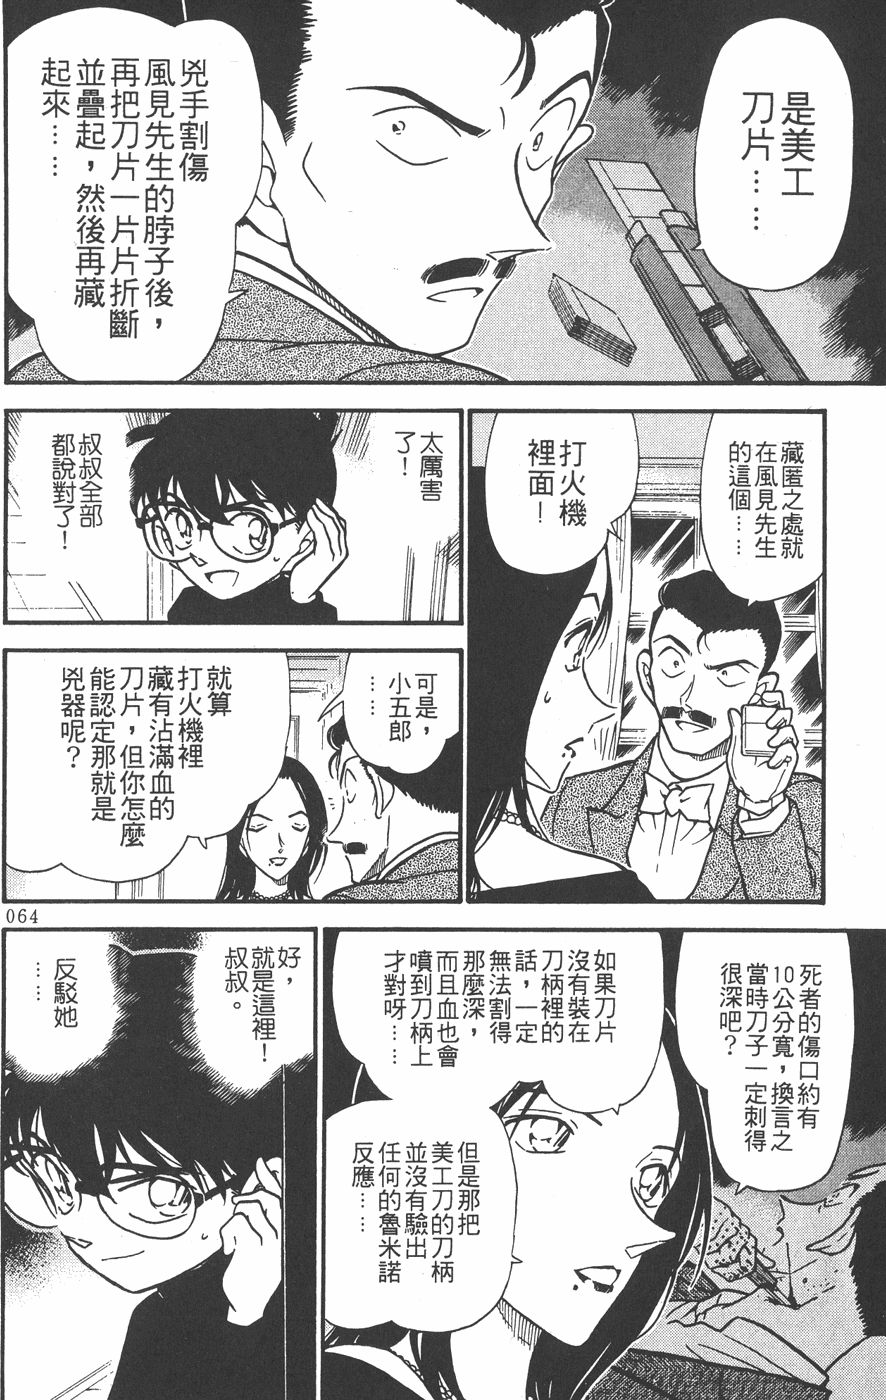 是美工
刀片⋯⋯
兇手割傷
風見先生的脖子後，
再把刀片一片片折斷
並疊起，然後再藏
起來⋯⋯
藏匿之處就
在風見先生
的這個⋯⋯
打火機
裡面！
太厲害
了！
叔叔全部
都說對了！
可是，
小五郎
⋯⋯
就算
打火機裡
藏有沾滿血的
刀片，但你怎麼
能認定那就是
兇器呢？
064
死者的傷口約有
10公分寬，換言之
當時刀子一定刺得
很深吧？
如果刀片
沒有裝在
刀柄裡的
話，一定
無法割得
那麼深，
而且血也會
噴到刀柄上
才對呀⋯⋯
但是那把
美工刀的刀柄
並沒有驗出
任何的魯米諾
反應⋯⋯
好，
就是這裡！
叔叔。
反駁她
⋯⋯